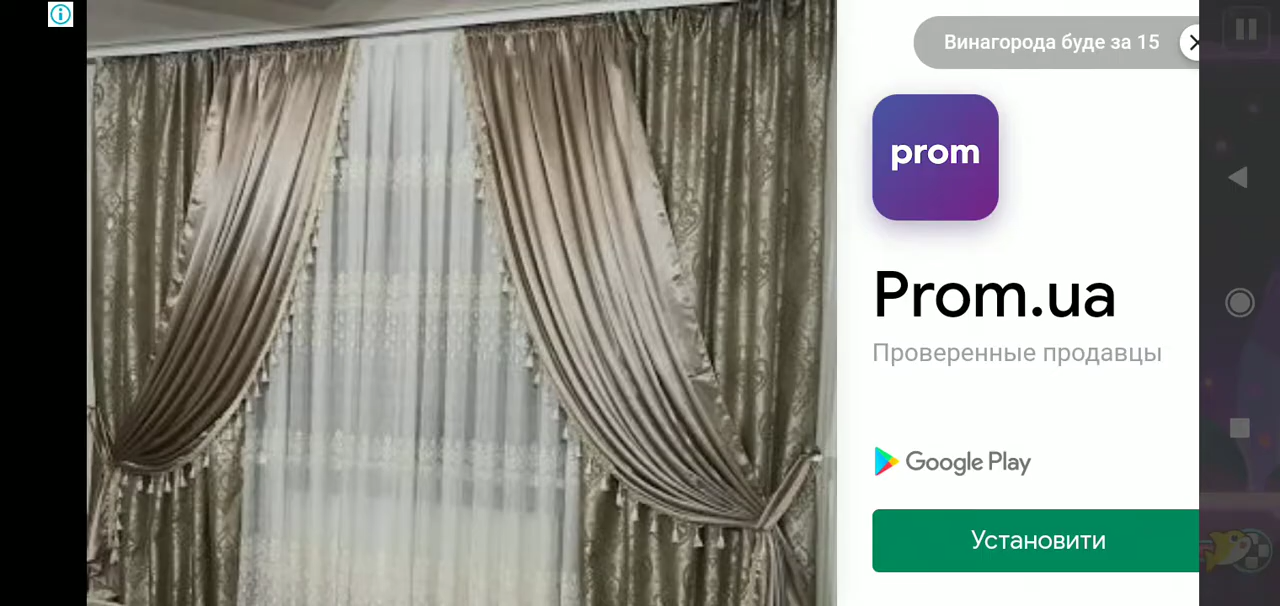 Винагорода буде за 15
prom
Prom.ua
Проверенные продавцы
Google Play
Установити